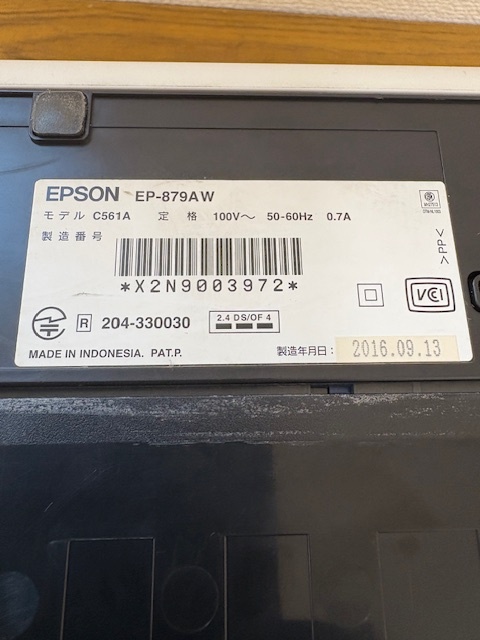 EPSON EP-879AW
モデル C561A 定格 100V～ 50-60Hz 0.7A
製造番号
*X2N9003972*
>PP<
VCI
R 204-330030
2.4 DS/OF 4
MADE IN INDONESIA. PAT.P.
製造年月日: 2016.09.13